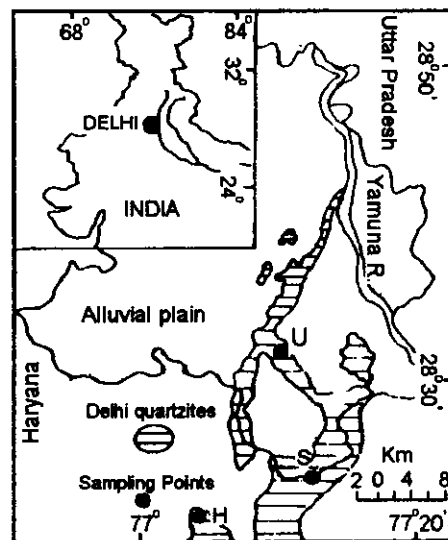 68° 84°
32°
DELHI
24°
INDIA
Uttar Pradesh
28°50'
Yamuna R
Alluvial plain
U
28°30'
Haryana
Delhi quartzites
S
Km
2 0 4 8
Sampling Points
H
77°
77°20'